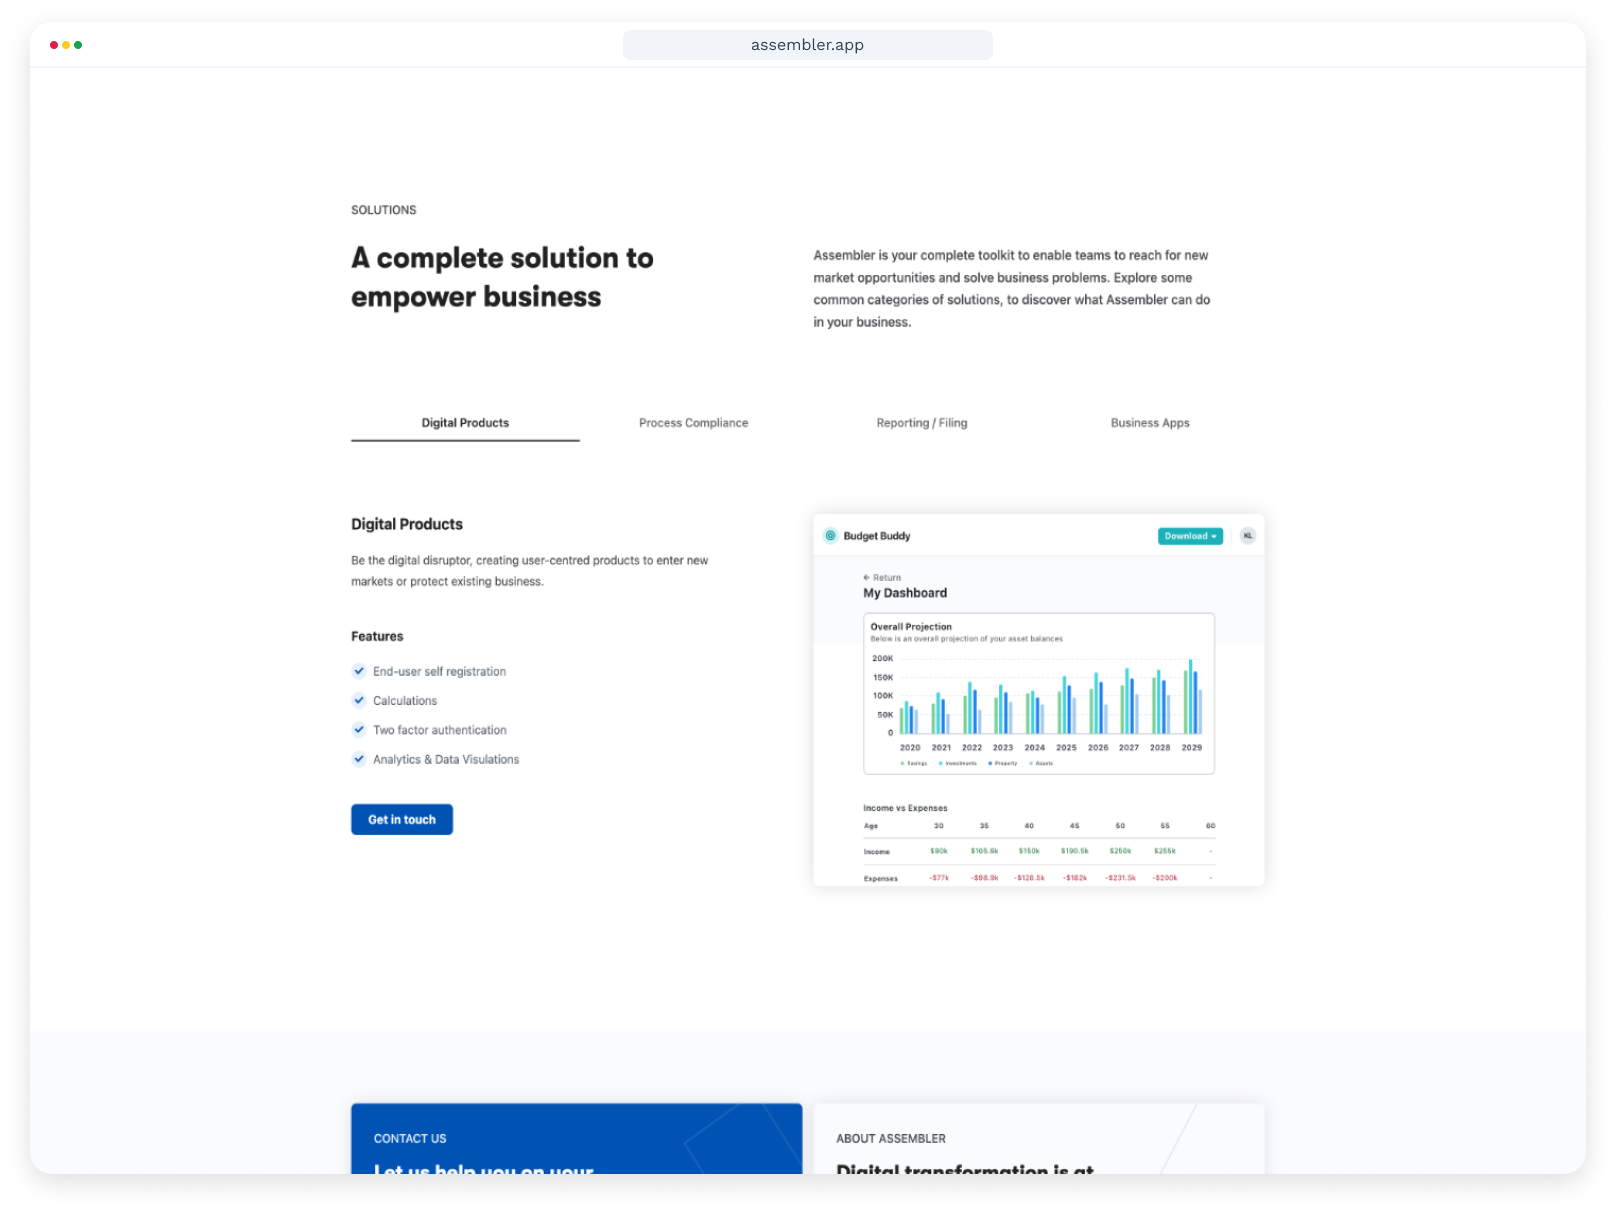 assembler.app
SOLUTIONS
A complete solution to
empower business
Assembler is your complete toolkit to enable teams to reach for new
market opportunities and solve business problems. Explore some
common categories of solutions, to discover what Assembler can do
in your business.
Digital Products
Process Compliance
Reporting / Filing
Business Apps
Digital Products
Be the digital disruptor, creating user-centred products to enter new
markets or protect existing business.
Features
End-user self registration
Calculations
Two factor authentication
Analytics & Data Visulations
Get in touch
Budget Buddy
Download
KL
Return
My Dashboard
Overall Projection
Below is an overall projection of your asset balances
200K
150K
100K
50K
0
2020 2021 2022 2023 2024 2025 2026 2027 2028 2029
Savings Investments Property Assets
Income vs Expenses
Age 30 35 40 45 50 55 60
Income $90k $105.6k $150k $190.5k $250k $255k -
Expenses -$77k -$98.9k -$128.5k -$182k -$231.5k -$200k -
CONTACT US
Let us help you on your
ABOUT ASSEMBLER
Digital transformation is at